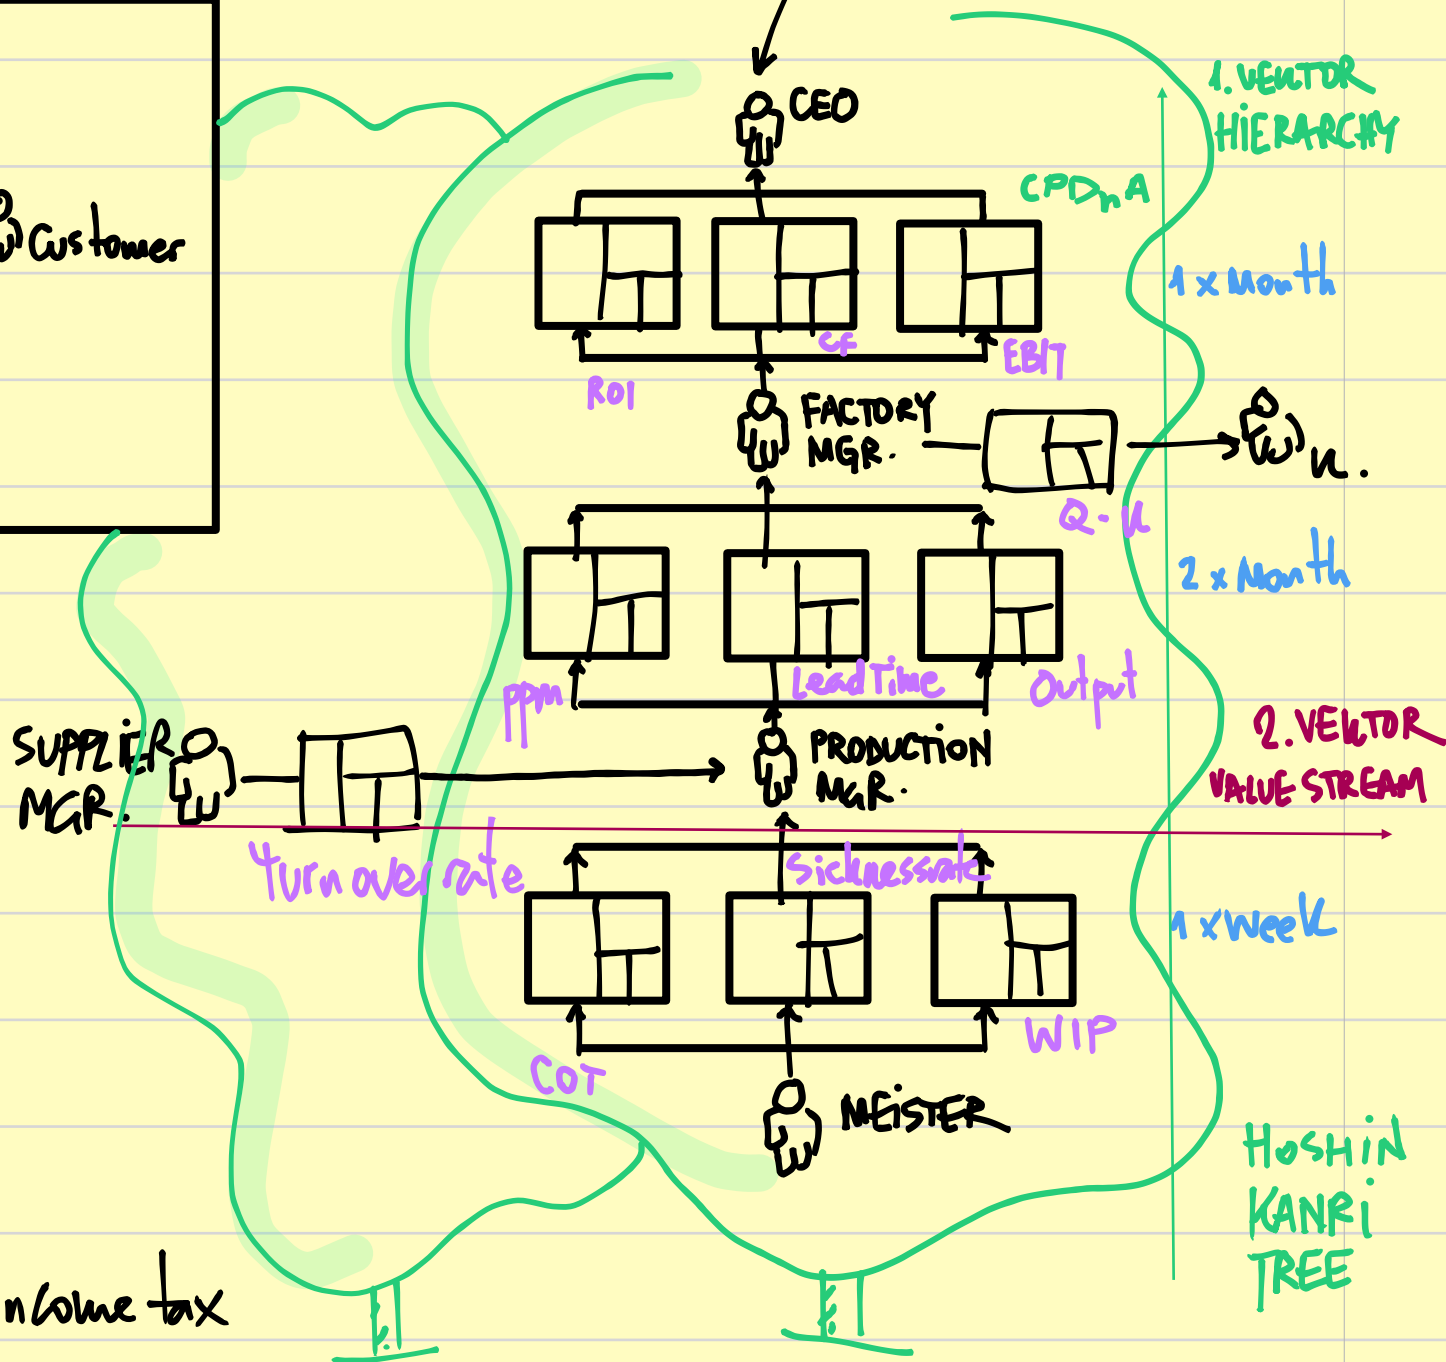 CEO
1. VEKTOR
HiERARCHY
CPDnA
Customer
1 x Month
CF
EBIT
ROI
FACTORY
MGR.
n.
Q-K
2 x Month
ppm
LeadTime
Output
SUPPLiER
MGR.
PRODUCTION
MGR.
2. VEKTOR
VALUE STREAM
Turnover rate
Sicknessrate
1 x Week
WIP
COT
MEiSTER
HOSHiN
KANRi
TREE
ncome tax